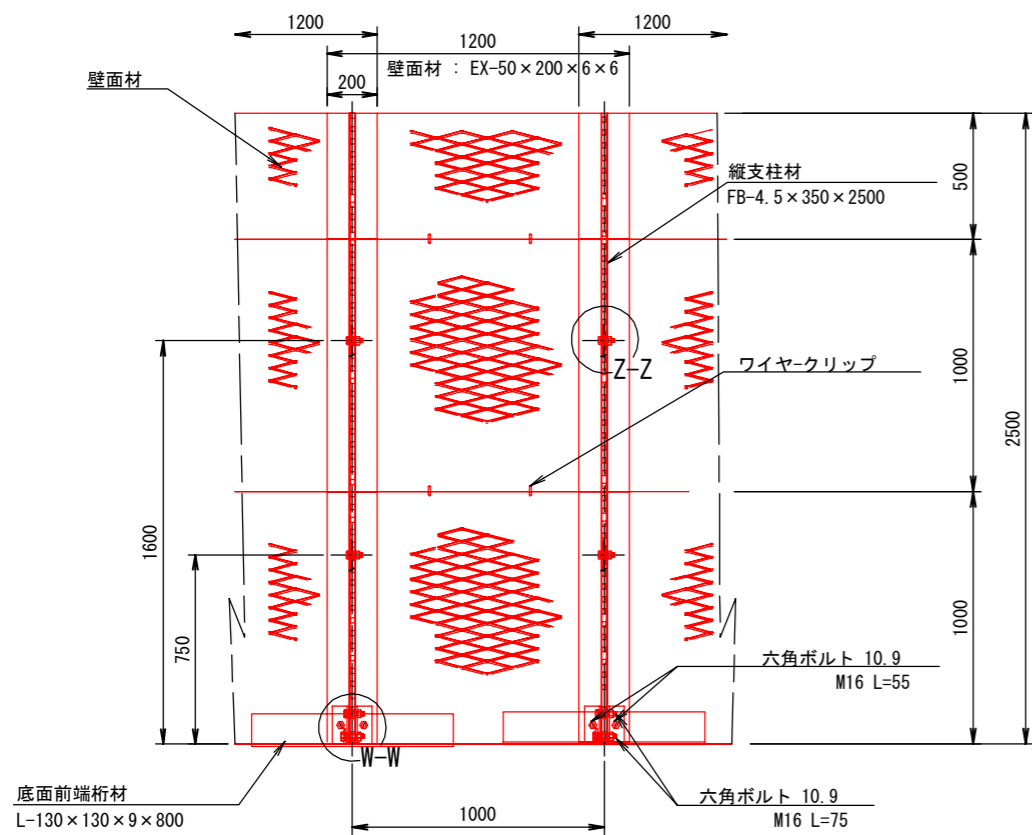 1200
1200
1200
壁面材 : EX-50×200×6×6
壁面材
200
縦支柱材
FB-4.5×350×2500
500
Z-Z
ワイヤークリップ
1000
2500
1600
750
1000
六角ボルト 10.9
M16 L=55
W-W
底面前端桁材
L-130×130×9×800
1000
六角ボルト 10.9
M16 L=75